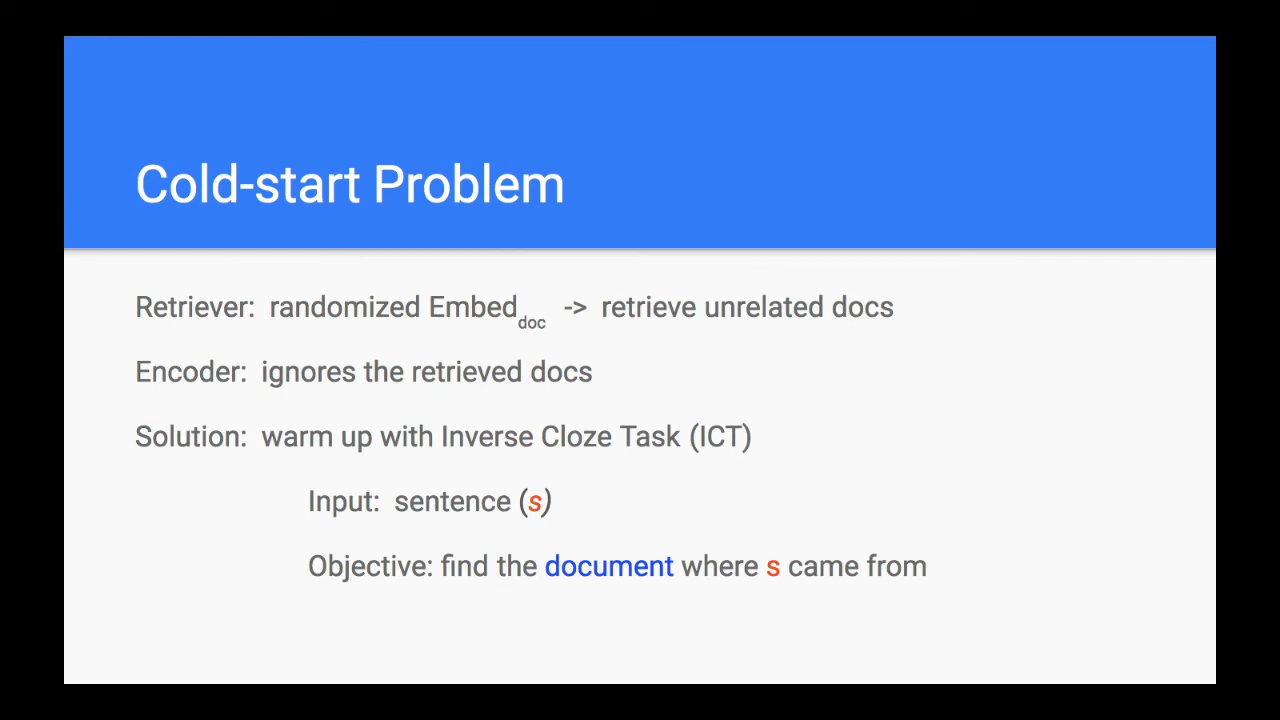 Cold-start Problem
Retriever: randomized Embed_doc -> retrieve unrelated docs
Encoder: ignores the retrieved docs
Solution: warm up with Inverse Cloze Task (ICT)
Input: sentence (s)
Objective: find the document where s came from